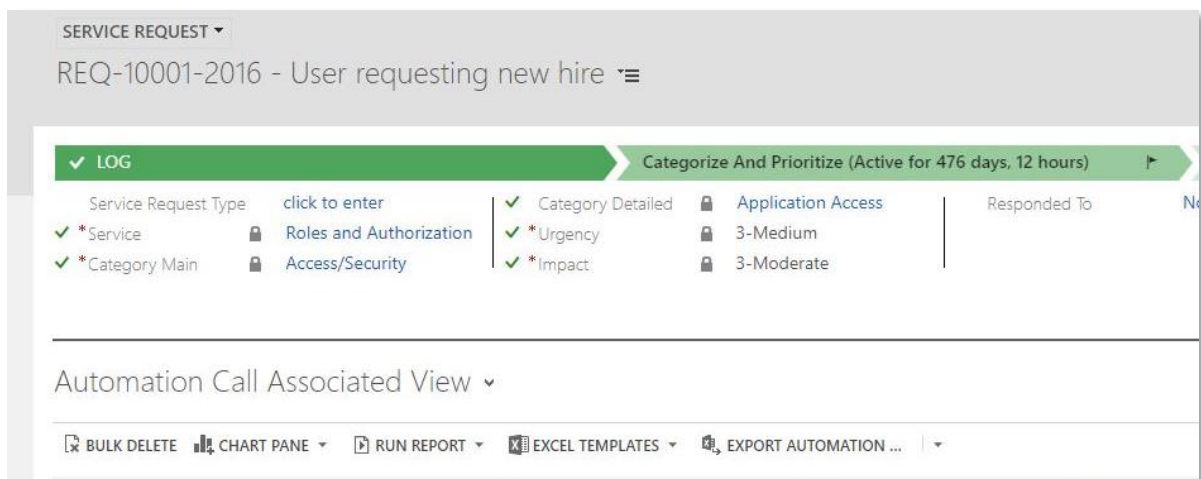 SERVICE REQUEST
REQ-10001-2016 - User requesting new hire
LOG
Categorize And Prioritize (Active for 476 days, 12 hours)
Service Request Type click to enter
Category Detailed Application Access
Responded To
*Service Roles and Authorization
*Urgency 3-Medium
*Category Main Access/Security
*Impact 3-Moderate
Automation Call Associated View
BULK DELETE CHART PANE RUN REPORT EXCEL TEMPLATES EXPORT AUTOMATION ...